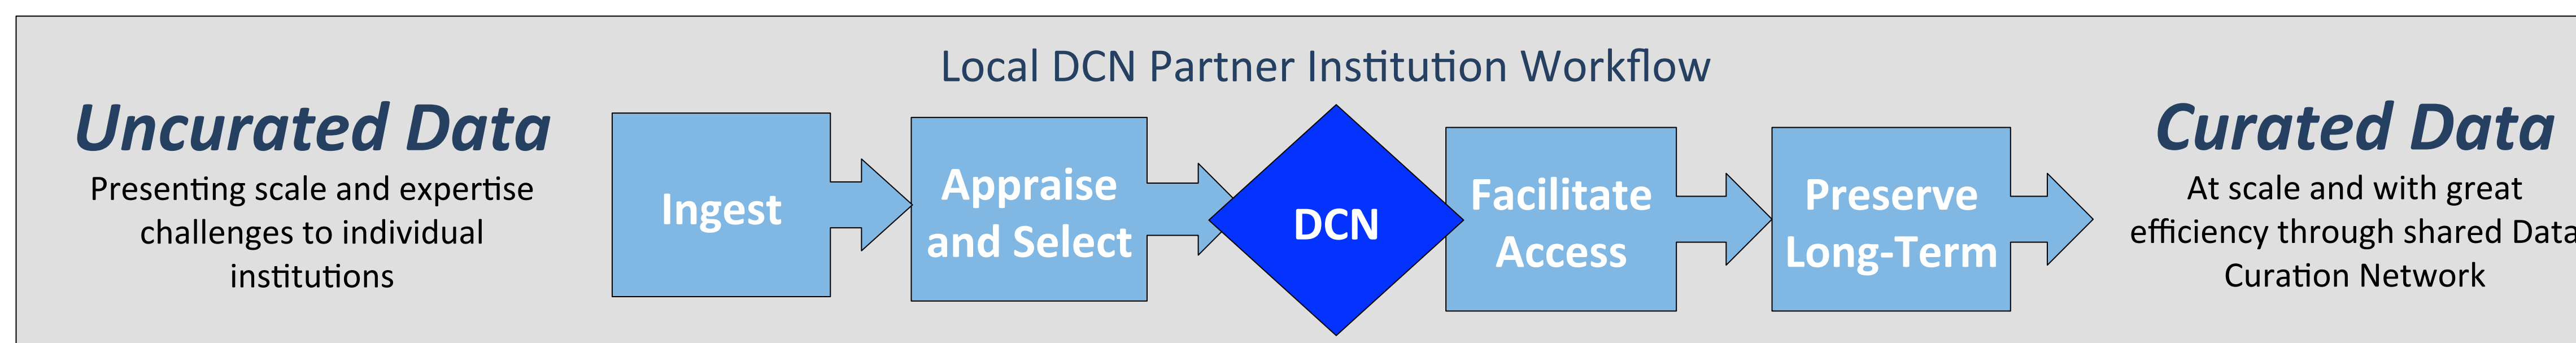 Local DCN Partner Institution Workflow
Uncurated Data
Presenting scale and expertise
challenges to individual
institutions
Ingest
Appraise
and Select
DCN
Facilitate
Access
Preserve
Long-Term
Curated Data
At scale and with great
efficiency through shared Data
Curation Network